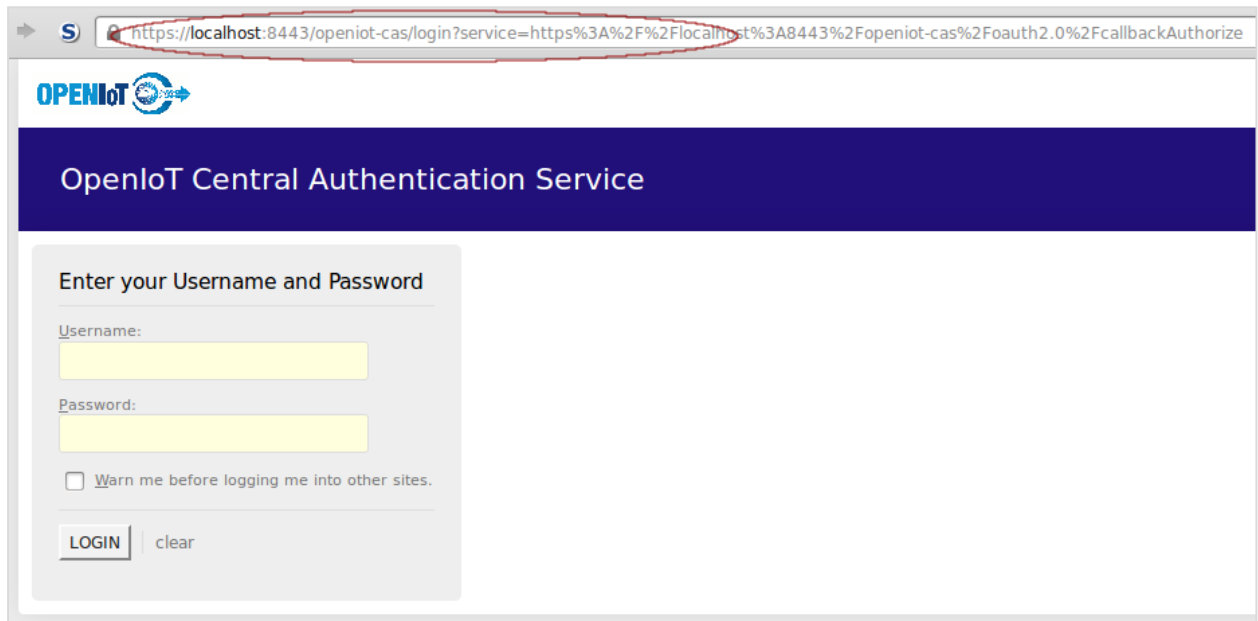 S https://localhost:8443/openiot-cas/login?service=https%3A%2F%2Flocalhost%3A8443%2Fopeniot-cas%2Foauth2.0%2FcallbackAuthorize
OPENIoT
OpenIoT Central Authentication Service
Enter your Username and Password
Username:
Password:
Warn me before logging me into other sites.
LOGIN clear